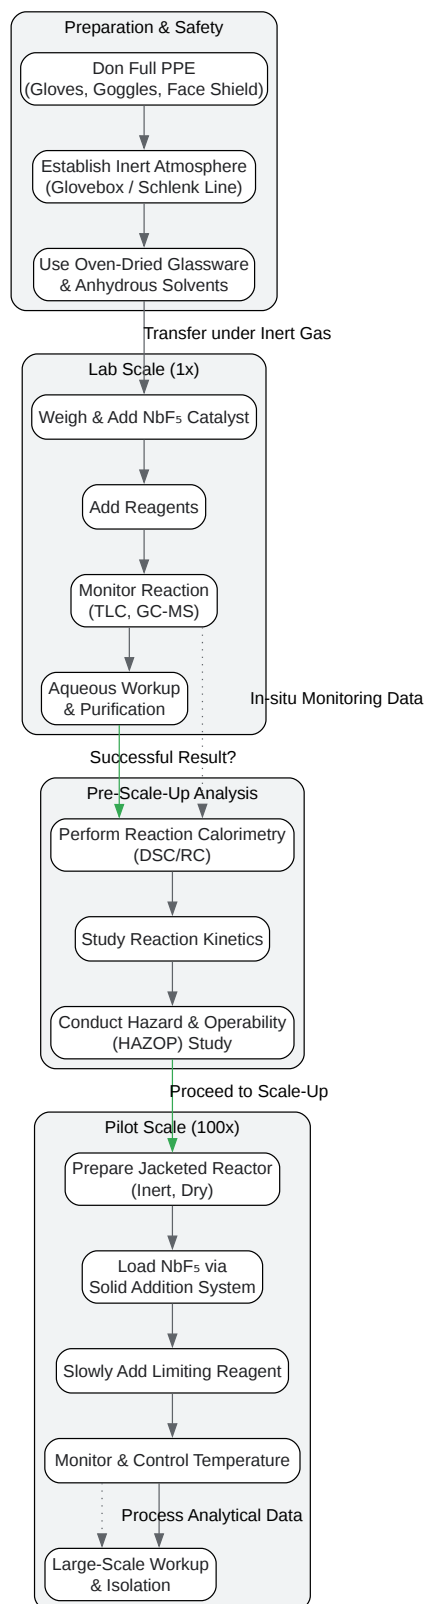 Preparation & Safety
Don Full PPE
(Gloves, Goggles, Face Shield)
Establish Inert Atmosphere
(Glovebox / Schlenk Line)
Use Oven-Dried Glassware
& Anhydrous Solvents
Transfer under Inert Gas
Lab Scale (1x)
Weigh & Add NbF₅ Catalyst
Add Reagents
Monitor Reaction
(TLC, GC-MS)
Aqueous Workup
& Purification
In-situ Monitoring Data
Successful Result?
Pre-Scale-Up Analysis
Perform Reaction Calorimetry
(DSC/RC)
Study Reaction Kinetics
Conduct Hazard & Operability
(HAZOP) Study
Proceed to Scale-Up
Pilot Scale (100x)
Prepare Jacketed Reactor
(Inert, Dry)
Load NbF₅ via
Solid Addition System
Slowly Add Limiting Reagent
Monitor & Control Temperature
Process Analytical Data
Large-Scale Workup
& Isolation